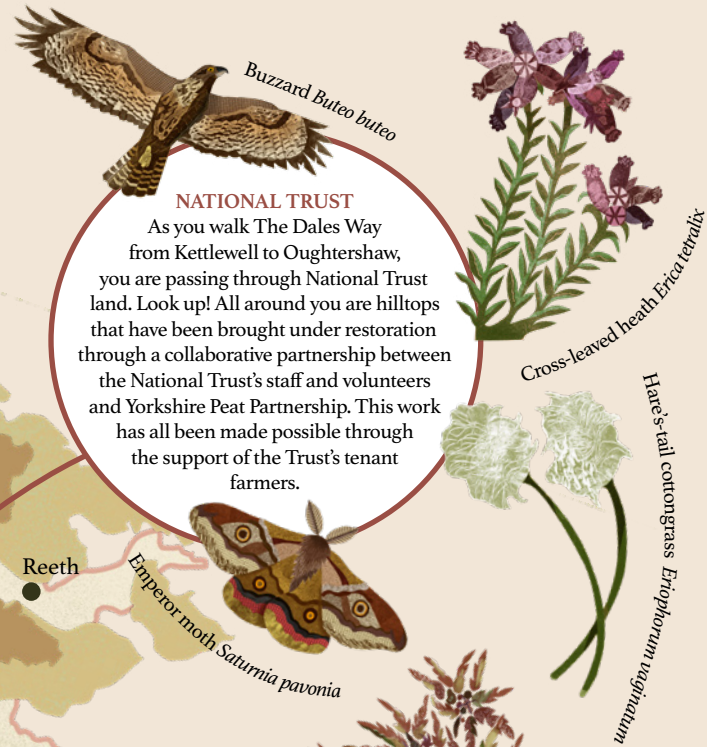 Buzzard Buteo buteo
NATIONAL TRUST
As you walk The Dales Way
from Kettlewell to Oughtershaw,
you are passing through National Trust
land. Look up! All around you are hilltops
that have been brought under restoration
through a collaborative partnership between
the National Trust’s staff and volunteers
and Yorkshire Peat Partnership. This work
has all been made possible through
the support of the Trust’s tenant
farmers.
Cross-leaved heath Erica tetralix
Hare’s-tail cottongrass Eriophorum vaginatum
Reeth
Emperor moth Saturnia pavonia